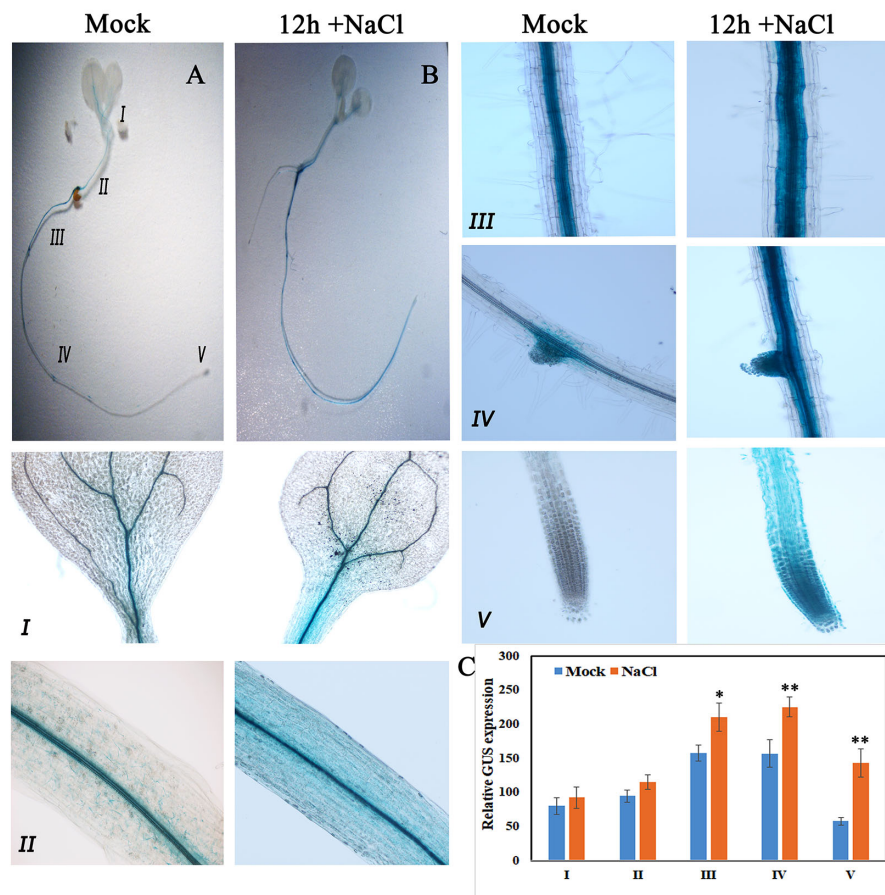 Mock 12h +NaCl Mock 12h +NaCl
A
B
I
II
III
IV
V
III
IV
I
V
II
C
300
250
200
150
100
50
0
Relative GUS expression
Mock NaCl
*
**
**
I II III IV V